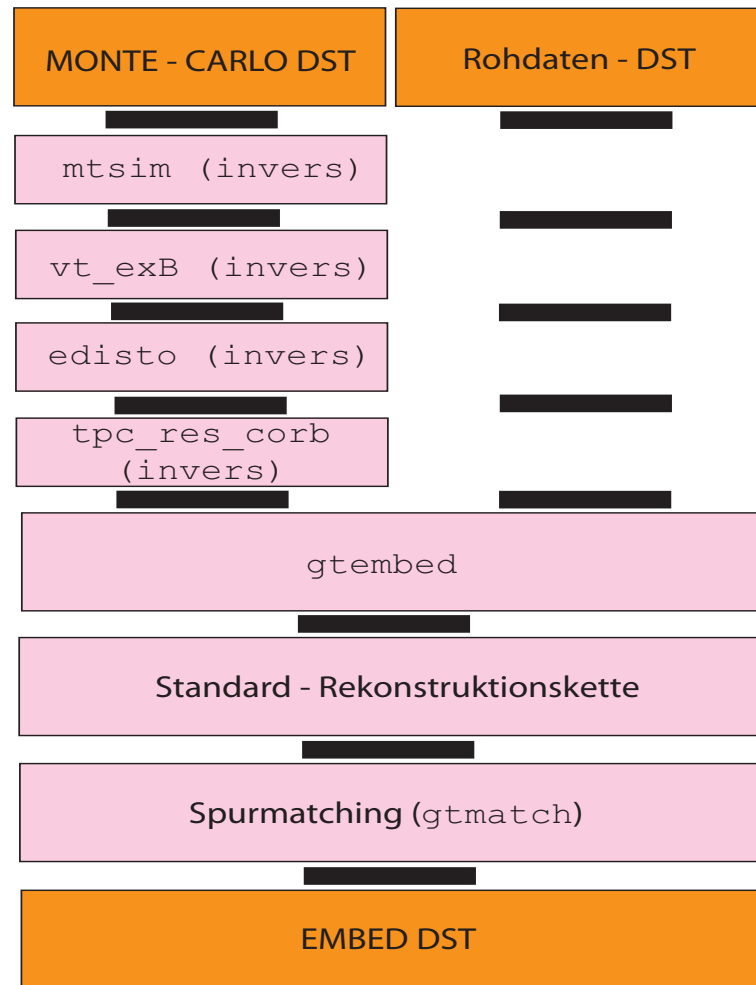 MONTE - CARLO DST
Rohdaten - DST
mtsim (invers)
vt_exB (invers)
edisto (invers)
tpc_res_corb
(invers)
gtembed
Standard - Rekonstruktionskette
Spurmatching (gtmatch)
EMBED DST